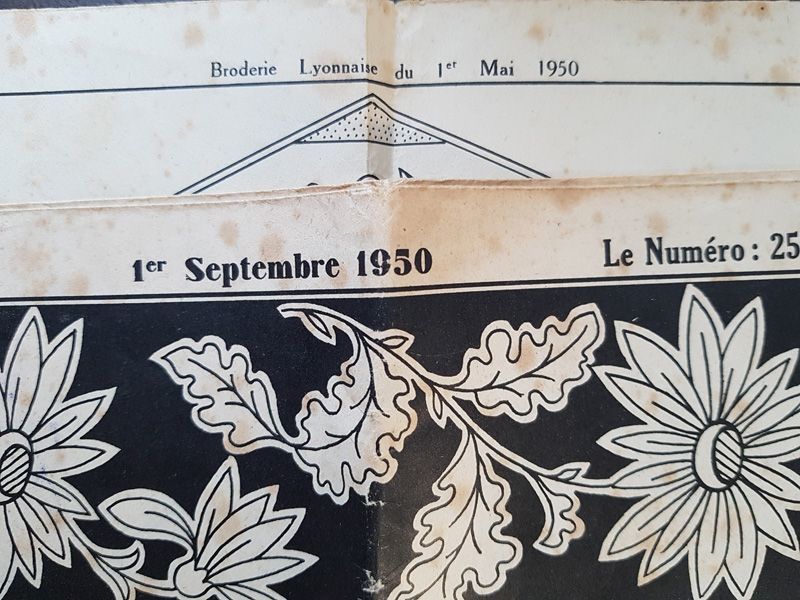 Broderie Lyonnaise du 1er Mai 1950
1er Septembre 1950
Le Numéro : 25